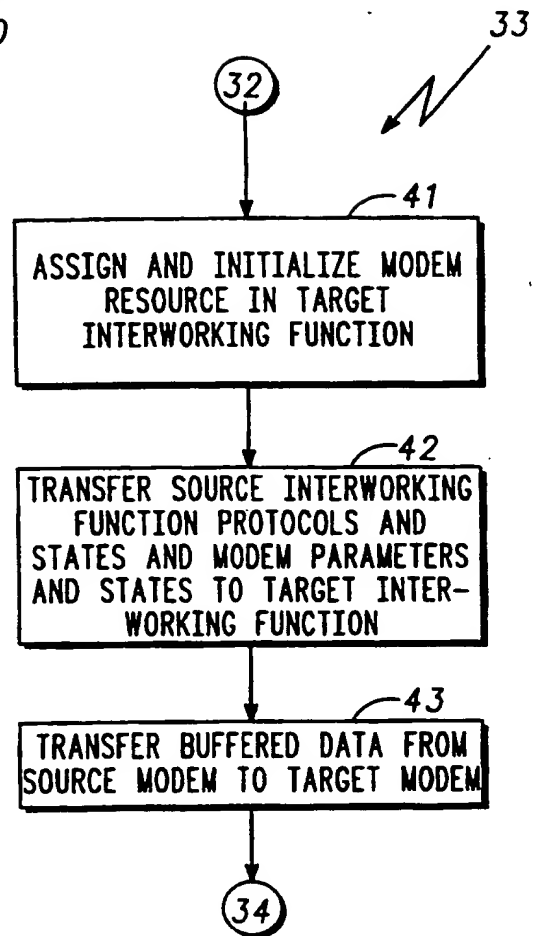 33
32
41
ASSIGN AND INITIALIZE MODEM
RESOURCE IN TARGET
INTERWORKING FUNCTION
42
TRANSFER SOURCE INTERWORKING
FUNCTION PROTOCOLS AND
STATES AND MODEM PARAMETERS
AND STATES TO TARGET INTER-
WORKING FUNCTION
43
TRANSFER BUFFERED DATA FROM
SOURCE MODEM TO TARGET MODEM
34